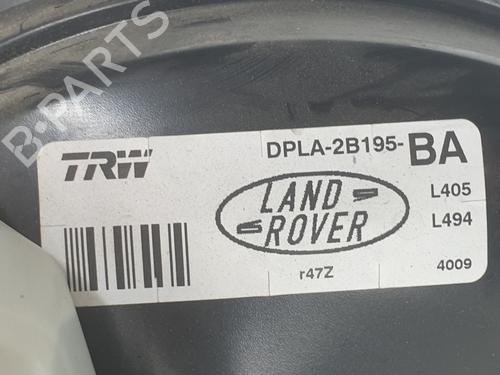 B-PARTS
TRW
DPLA-2B195-BA
LAND
ROVER
L405
L494
r47Z
4009